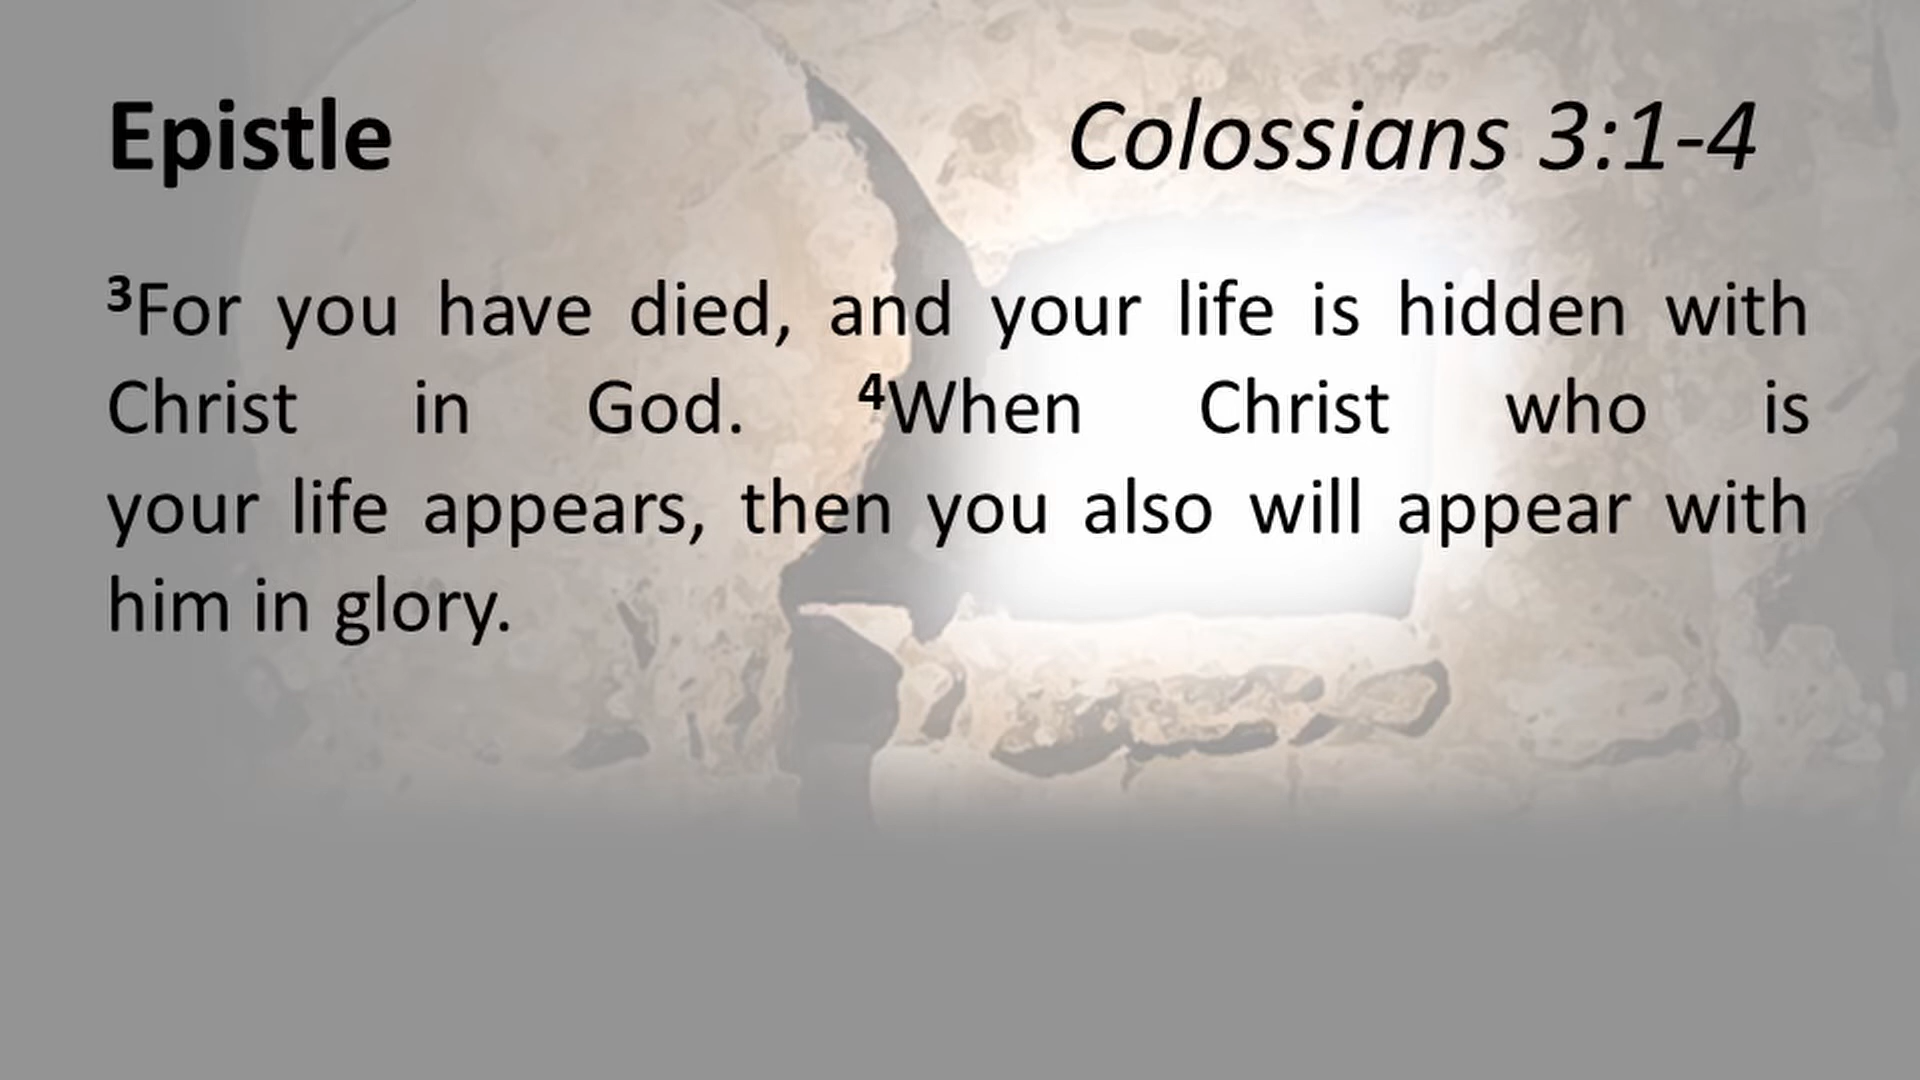 Epistle Colossians 3:1-4
³For you have died, and your life is hidden with
Christ in God. ⁴When Christ who is
your life appears, then you also will appear with
him in glory.